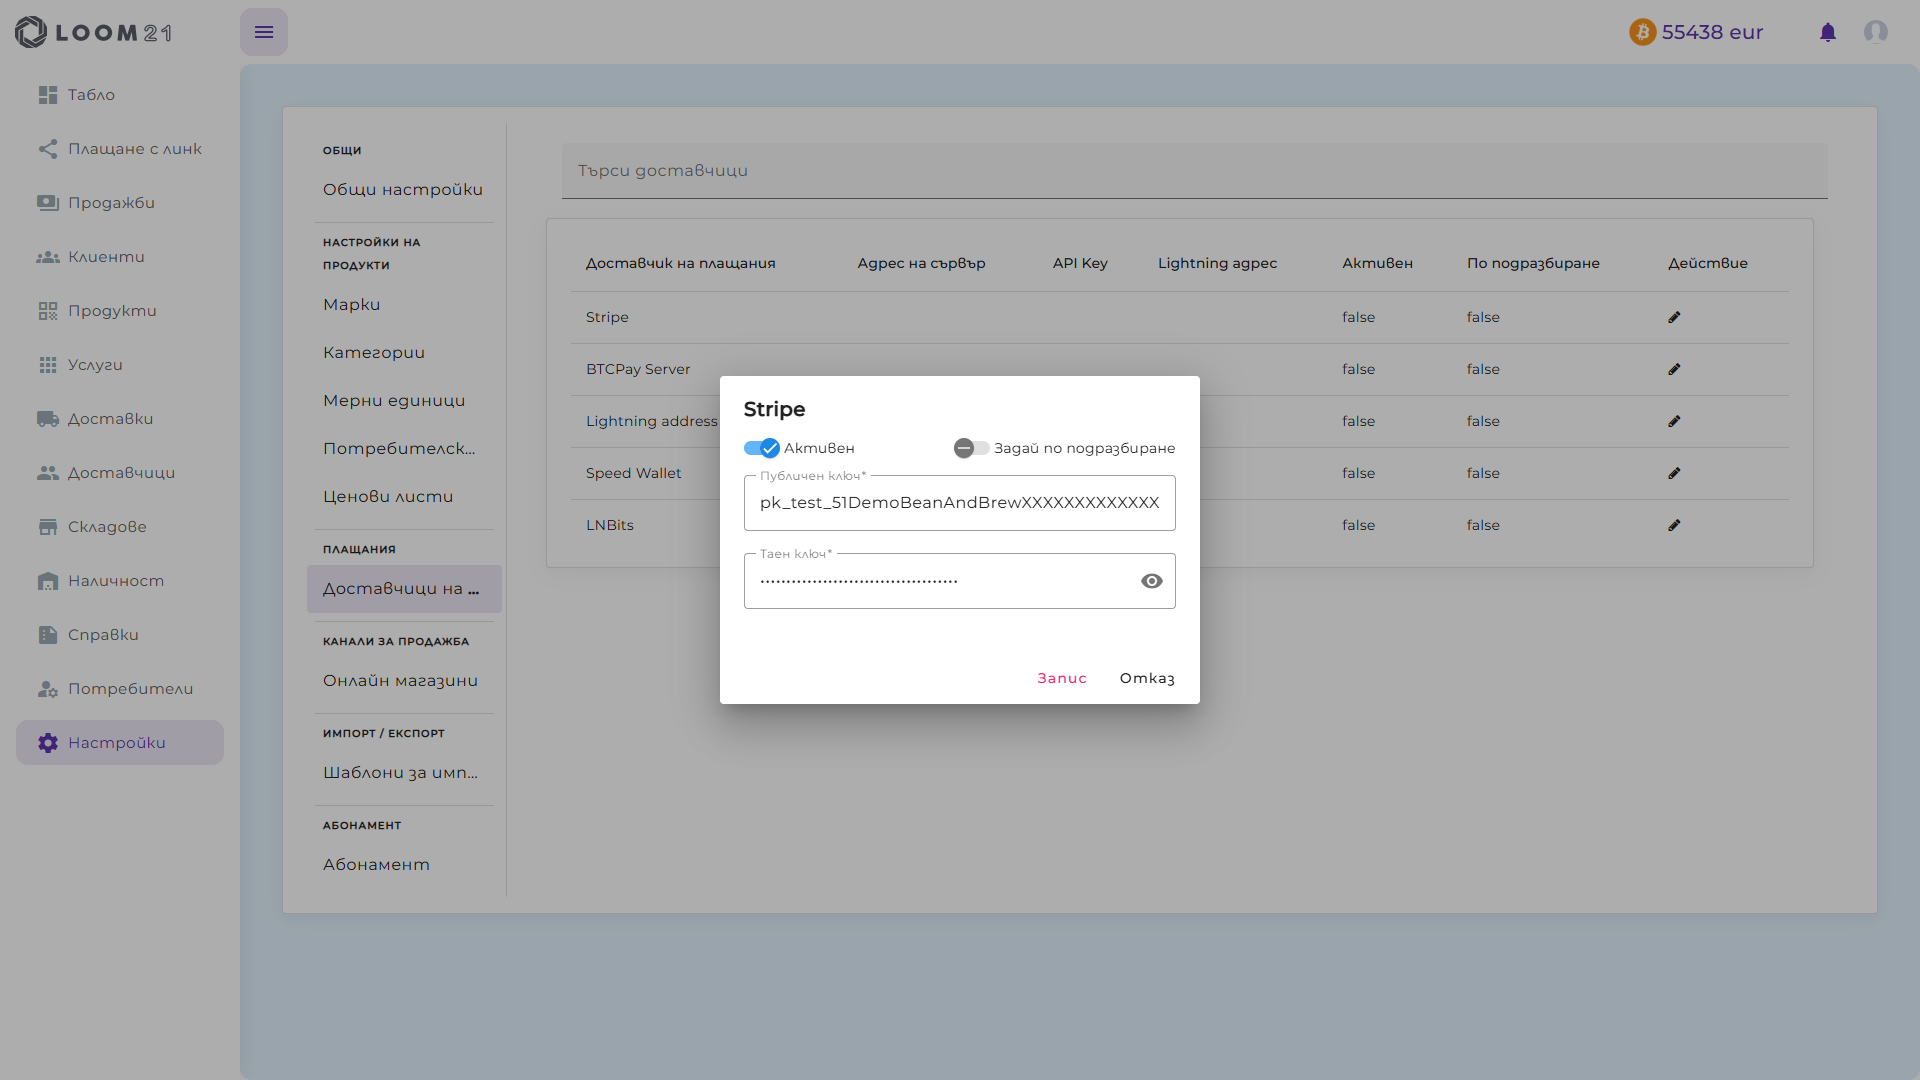 LOOM21
55438 eur
Табло
Плащане с линк
Продажби
Клиенти
Продукти
Услуги
Доставки
Доставчици
Складове
Наличност
Справки
Потребители
Настройки
ОБЩИ
Общи настройки
НАСТРОЙКИ НА
ПРОДУКТИ
Марки
Категории
Мерни единици
Потребителск...
Ценови листи
ПЛАЩАНИЯ
Доставчици на ...
КАНАЛИ ЗА ПРОДАЖБА
Онлайн магазини
ИМПОРТ / ЕКСПОРТ
Шаблони за имп...
АБОНАМЕНТ
Абонамент
Търси доставчици
Доставчик на плащания Адрес на сървър API Key Lightning адрес Активен По подразбиране Действие
Stripe false false
BTCPay Server false false
Lightning address false false
Speed Wallet false false
LNBits false false
Stripe
Активен Задай по подразбиране
Публичен ключ*
pk_test_51DemoBeanAndBrewXXXXXXXXXXXXX
Таен ключ*
••••••••••••••••••••••••••••••••••••••
Запис Отказ